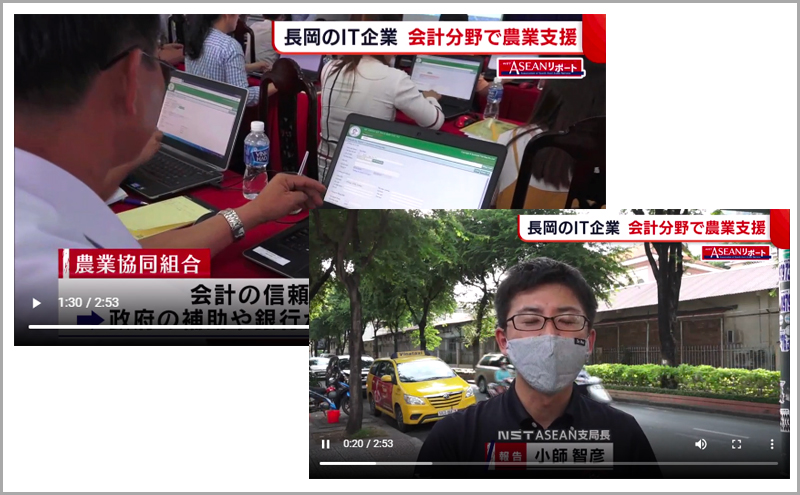 長岡のIT企業 会計分野で農業支援
ASEANリポート
農業協同組合
会計の信頼
政府の補助や銀行
1:30 / 2:53
長岡のIT企業 会計分野で農業支援
ASEANリポート
NST ASEAN支局長
報告 小師 智彦
0:20 / 2:53